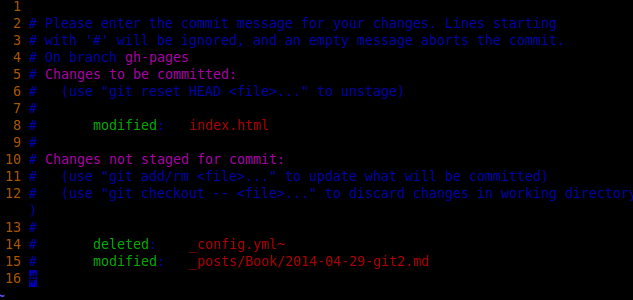 1
2 # Please enter the commit message for your changes. Lines starting
3 # with '#' will be ignored, and an empty message aborts the commit.
4 # On branch gh-pages
5 # Changes to be committed:
6 #   (use "git reset HEAD <file>..." to unstage)
7 #
8 #       modified:   index.html
9 #
10 # Changes not staged for commit:
11 #   (use "git add/rm <file>..." to update what will be committed)
12 #   (use "git checkout -- <file>..." to discard changes in working directory
)
13 #
14 #       deleted:    _config.yml~
15 #       modified:   _posts/Book/2014-04-29-git2.md
16 #
~